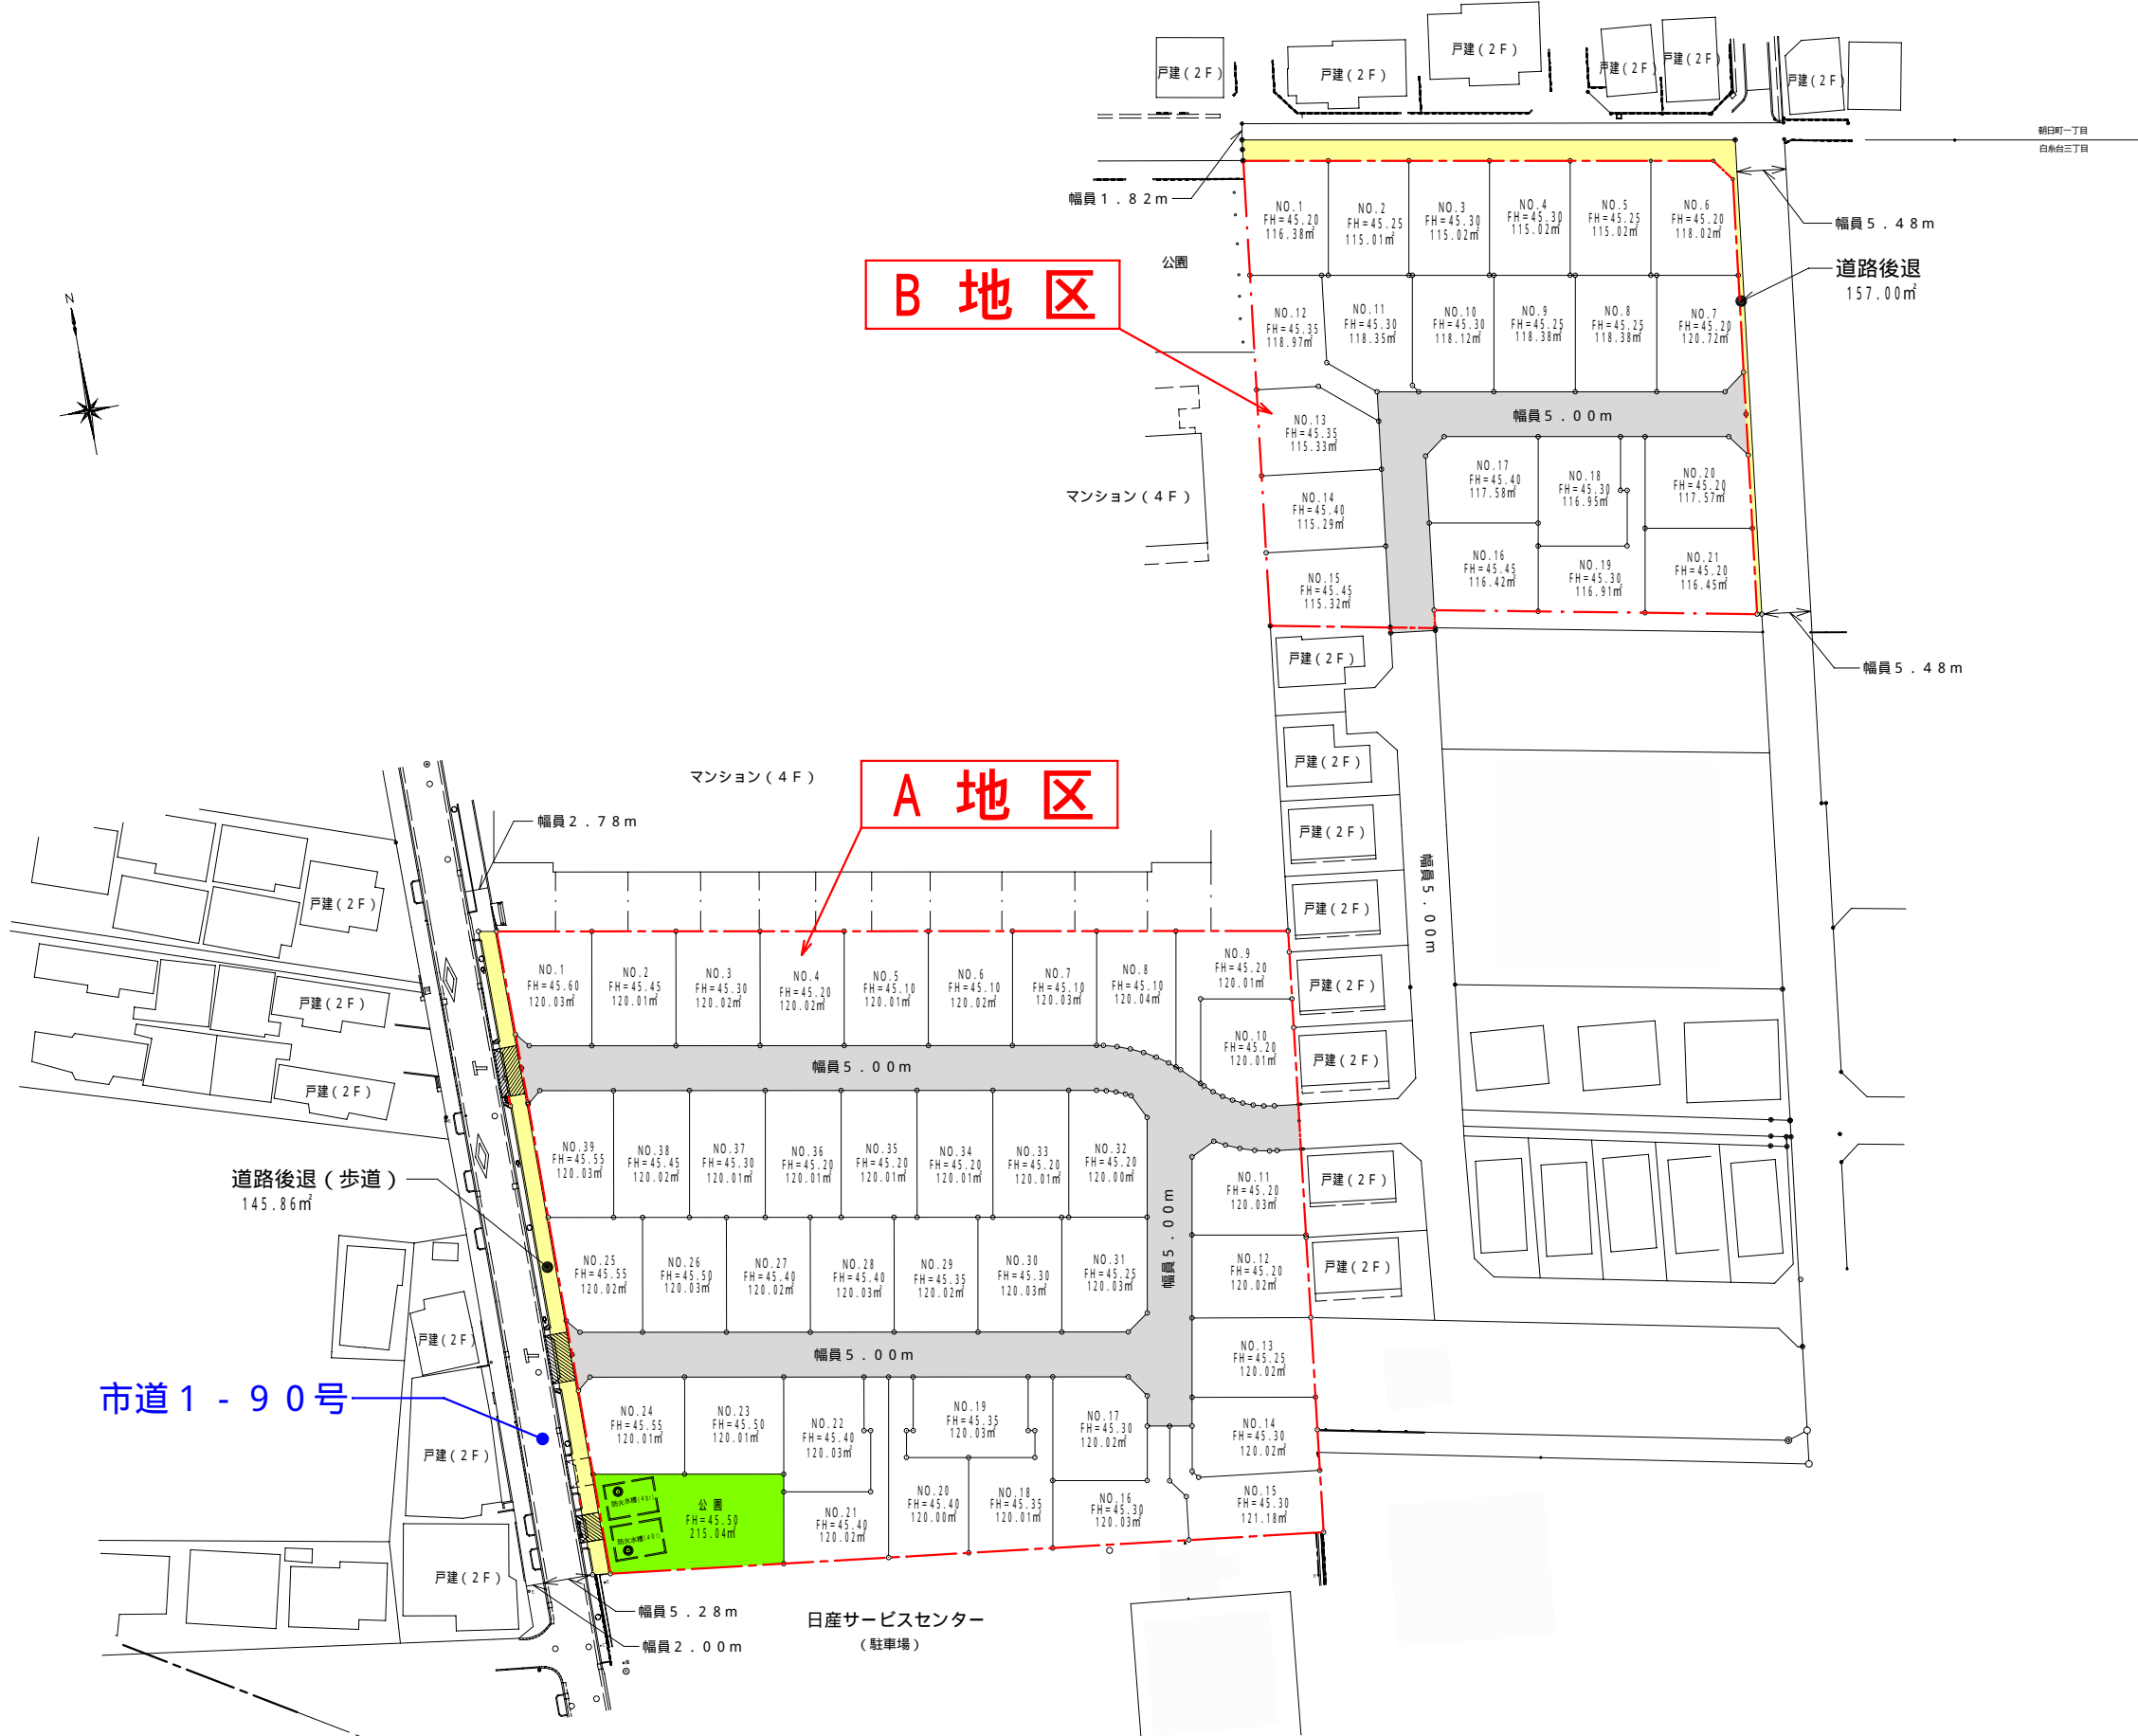 戸建(2F)
戸建(2F)
戸建(2F)
戸建(2F)
戸建(2F)
戸建(2F)
朝日町一丁目
白糸台三丁目
幅員1.82m
幅員5.48m
道路後退
157.00㎡
公園
B 地 区
N
NO.1
FH=45.20
116.38㎡
NO.2
FH=45.25
115.01㎡
NO.3
FH=45.30
115.02㎡
NO.4
FH=45.30
115.02㎡
NO.5
FH=45.25
115.02㎡
NO.6
FH=45.20
118.02㎡
NO.12
FH=45.35
118.97㎡
NO.11
FH=45.30
118.35㎡
NO.10
FH=45.30
118.12㎡
NO.9
FH=45.25
118.38㎡
NO.8
FH=45.25
118.38㎡
NO.7
FH=45.20
120.72㎡
幅員5.00m
NO.13
FH=45.35
115.33㎡
NO.14
FH=45.40
115.29㎡
NO.15
FH=45.45
115.32㎡
NO.17
FH=45.40
117.58㎡
NO.18
FH=45.30
116.95㎡
NO.20
FH=45.20
117.57㎡
NO.16
FH=45.45
116.42㎡
NO.19
FH=45.30
116.91㎡
NO.21
FH=45.20
116.45㎡
マンション(4F)
幅員5.48m
戸建(2F)
戸建(2F)
戸建(2F)
戸建(2F)
戸建(2F)
戸建(2F)
戸建(2F)
戸建(2F)
幅員5.00m
マンション(4F)
A 地 区
幅員2.78m
戸建(2F)
戸建(2F)
戸建(2F)
NO.1
FH=45.60
120.03㎡
NO.2
FH=45.45
120.01㎡
NO.3
FH=45.30
120.02㎡
NO.4
FH=45.20
120.02㎡
NO.5
FH=45.10
120.01㎡
NO.6
FH=45.10
120.02㎡
NO.7
FH=45.10
120.03㎡
NO.8
FH=45.10
120.04㎡
NO.9
FH=45.20
120.01㎡
NO.10
FH=45.20
120.01㎡
幅員5.00m
NO.39
FH=45.55
120.03㎡
NO.38
FH=45.45
120.02㎡
NO.37
FH=45.30
120.01㎡
NO.36
FH=45.20
120.01㎡
NO.35
FH=45.20
120.01㎡
NO.34
FH=45.20
120.01㎡
NO.33
FH=45.20
120.01㎡
NO.32
FH=45.20
120.00㎡
NO.11
FH=45.20
120.03㎡
道路後退(歩道)
145.86㎡
幅員5.00m
NO.25
FH=45.55
120.02㎡
NO.26
FH=45.50
120.03㎡
NO.27
FH=45.40
120.02㎡
NO.28
FH=45.40
120.03㎡
NO.29
FH=45.35
120.02㎡
NO.30
FH=45.30
120.03㎡
NO.31
FH=45.25
120.03㎡
NO.12
FH=45.20
120.02㎡
NO.13
FH=45.25
120.02㎡
幅員5.00m
市道1-90号
戸建(2F)
戸建(2F)
戸建(2F)
NO.24
FH=45.55
120.01㎡
NO.23
FH=45.50
120.01㎡
NO.22
FH=45.40
120.03㎡
NO.19
FH=45.35
120.03㎡
NO.17
FH=45.30
120.02㎡
NO.14
FH=45.30
120.02㎡
防火水槽(40t)
防火水槽(40t)
公 園
FH=45.50
215.04㎡
NO.21
FH=45.40
120.02㎡
NO.20
FH=45.40
120.00㎡
NO.18
FH=45.35
120.01㎡
NO.16
FH=45.30
120.03㎡
NO.15
FH=45.30
121.18㎡
幅員5.28m
幅員2.00m
日産サービスセンター
(駐車場)